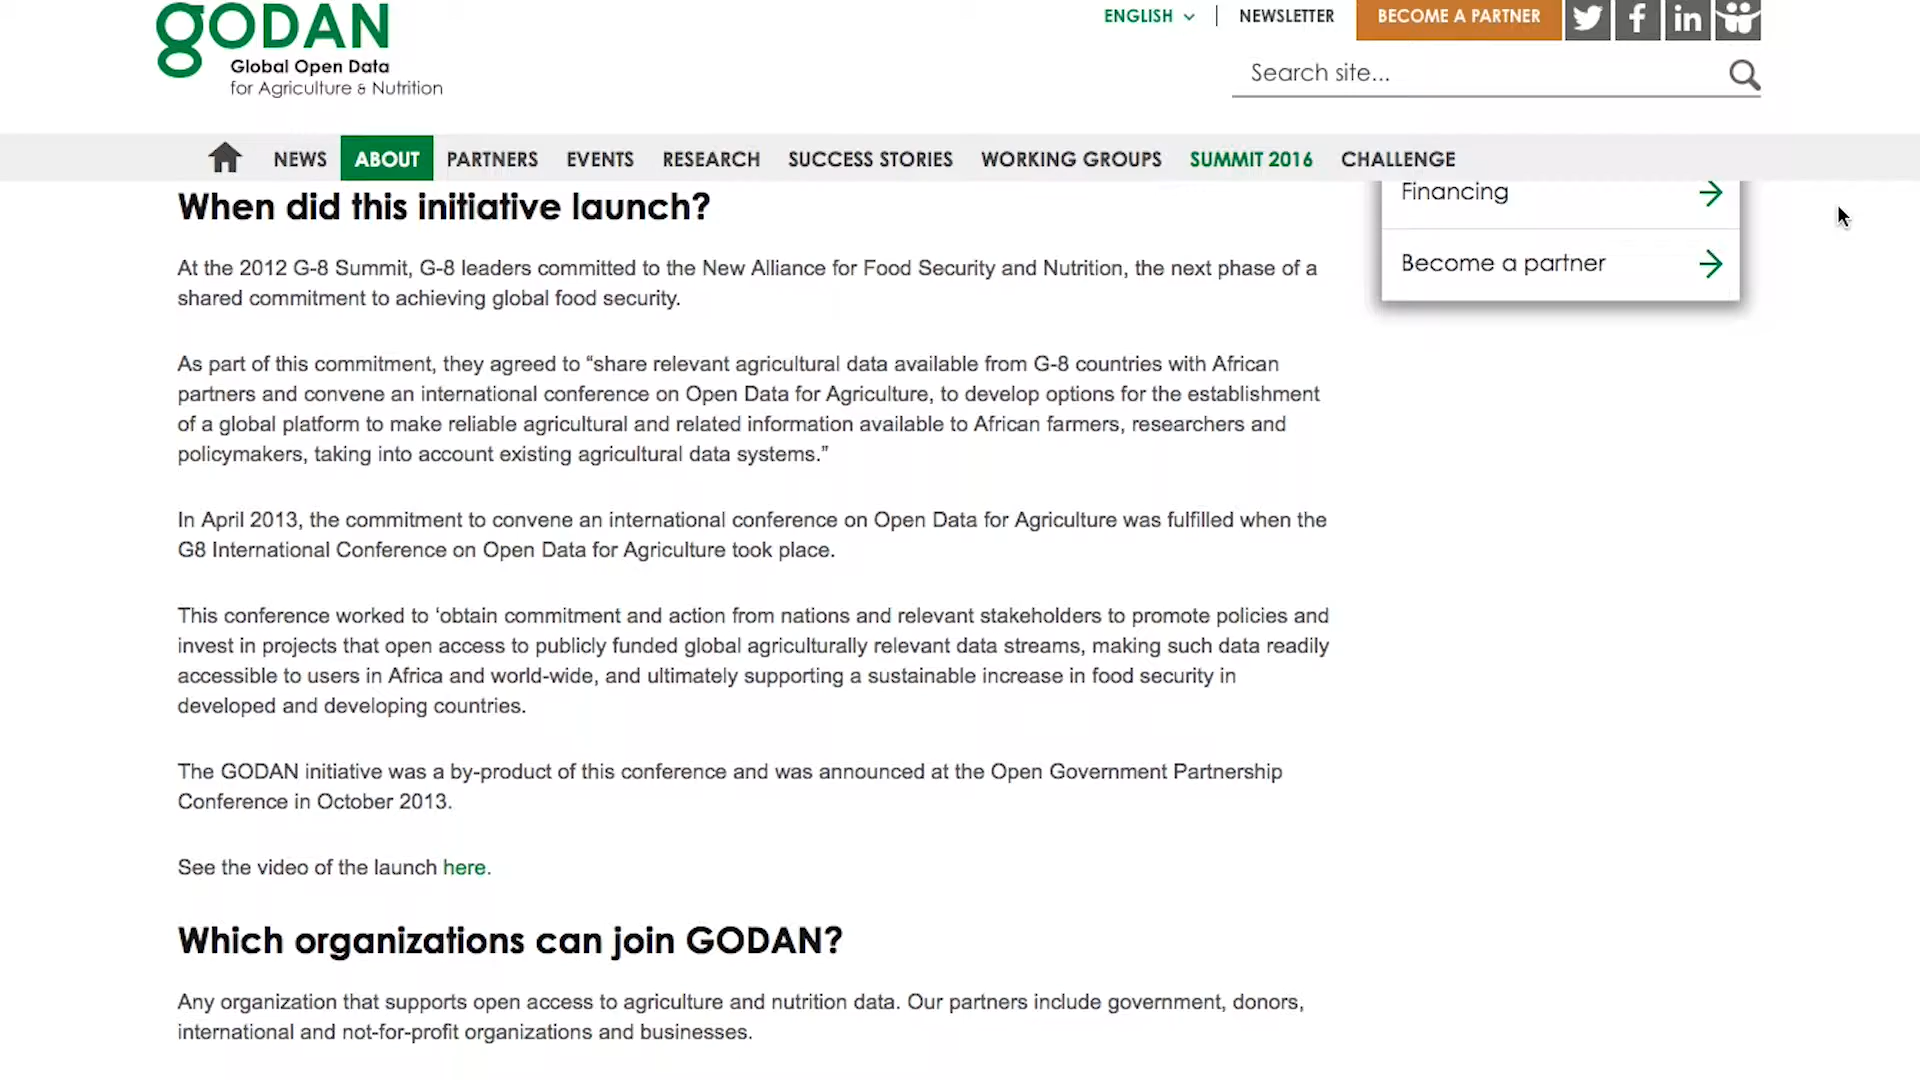 gODAN
Global Open Data
for Agriculture & Nutrition
ENGLISH
NEWSLETTER
BECOME A PARTNER
Search site...
NEWS
ABOUT
PARTNERS
EVENTS
RESEARCH
SUCCESS STORIES
WORKING GROUPS
SUMMIT 2016
CHALLENGE
Financing
Become a partner
When did this initiative launch?
At the 2012 G-8 Summit, G-8 leaders committed to the New Alliance for Food Security and Nutrition, the next phase of a
shared commitment to achieving global food security.
As part of this commitment, they agreed to “share relevant agricultural data available from G-8 countries with African
partners and convene an international conference on Open Data for Agriculture, to develop options for the establishment
of a global platform to make reliable agricultural and related information available to African farmers, researchers and
policymakers, taking into account existing agricultural data systems.”
In April 2013, the commitment to convene an international conference on Open Data for Agriculture was fulfilled when the
G8 International Conference on Open Data for Agriculture took place.
This conference worked to ‘obtain commitment and action from nations and relevant stakeholders to promote policies and
invest in projects that open access to publicly funded global agriculturally relevant data streams, making such data readily
accessible to users in Africa and world-wide, and ultimately supporting a sustainable increase in food security in
developed and developing countries.
The GODAN initiative was a by-product of this conference and was announced at the Open Government Partnership
Conference in October 2013.
See the video of the launch here.
Which organizations can join GODAN?
Any organization that supports open access to agriculture and nutrition data. Our partners include government, donors,
international and not-for-profit organizations and businesses.